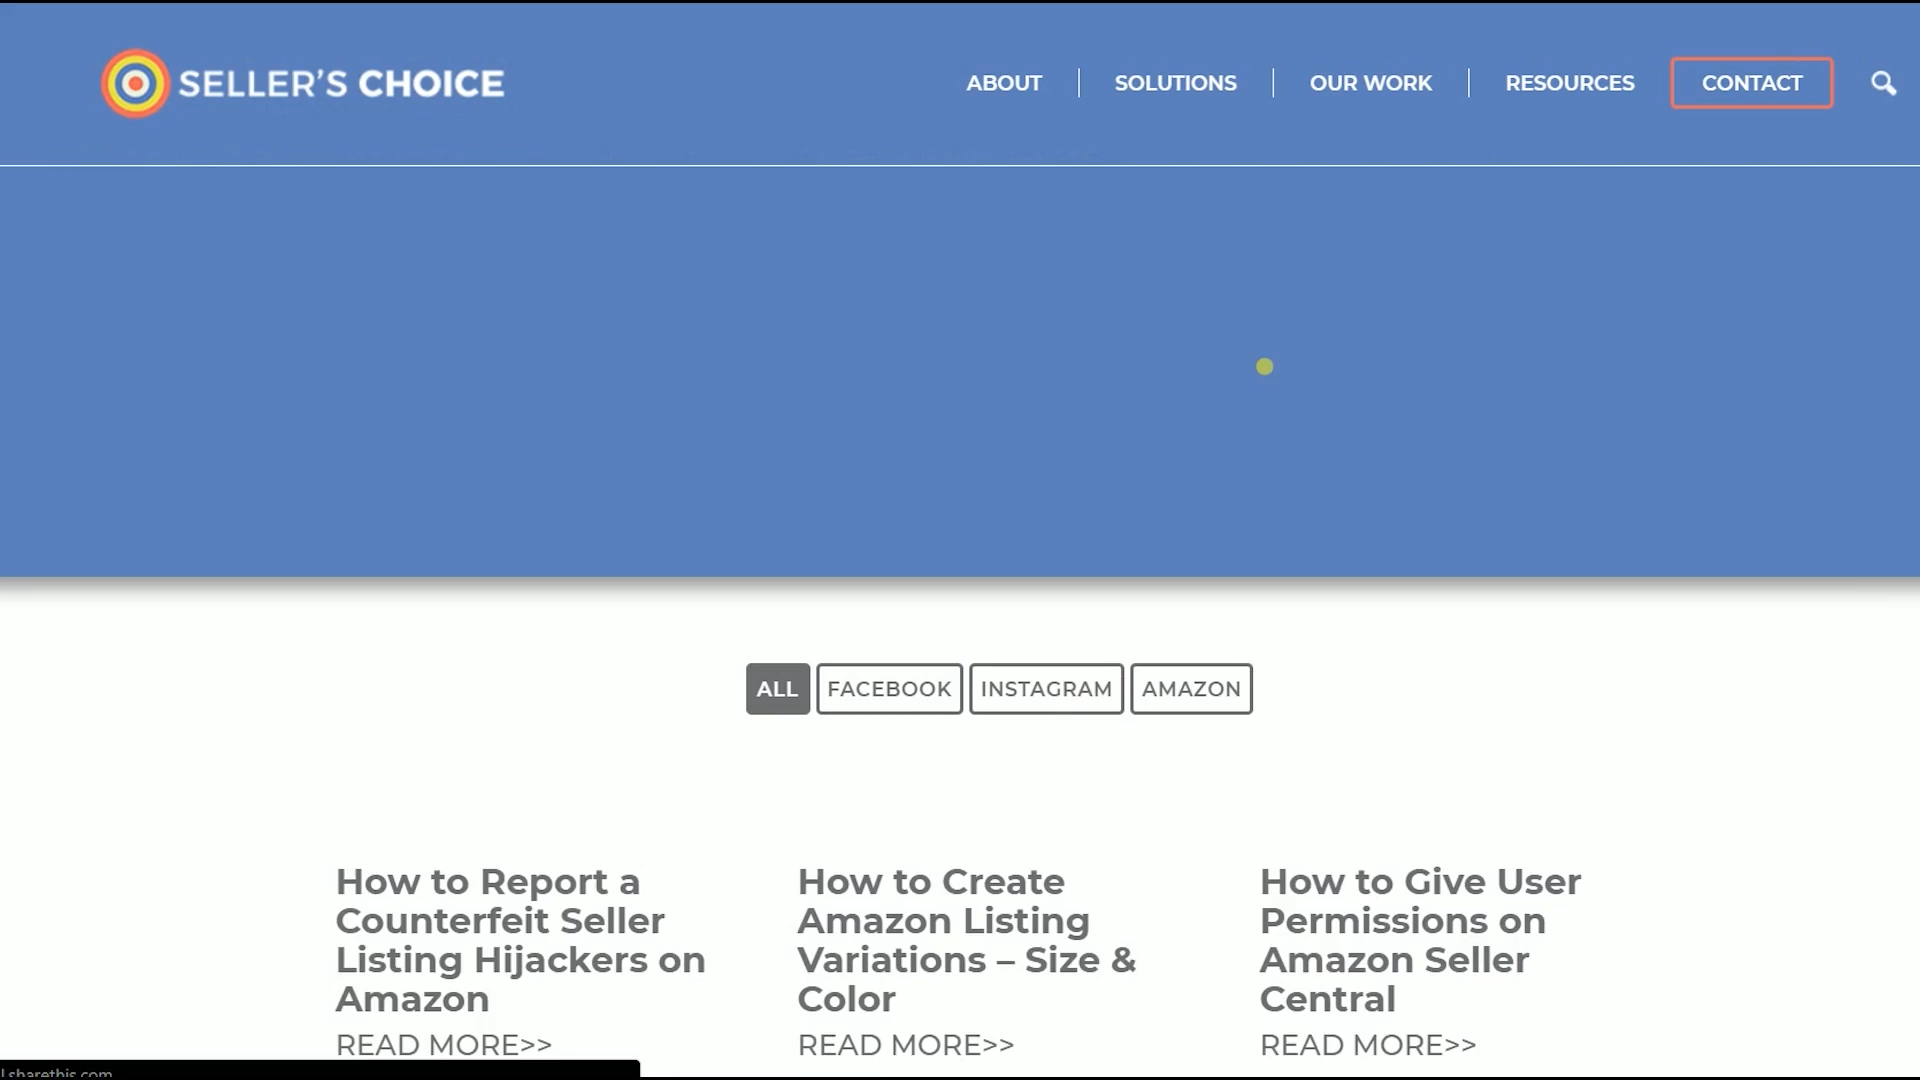 SELLER'S CHOICE
ABOUT
SOLUTIONS
OUR WORK
RESOURCES
CONTACT
ALL
FACEBOOK
INSTAGRAM
AMAZON
How to Report a
Counterfeit Seller
Listing Hijackers on
Amazon
READ MORE>>
How to Create
Amazon Listing
Variations – Size &
Color
READ MORE>>
How to Give User
Permissions on
Amazon Seller
Central
READ MORE>>